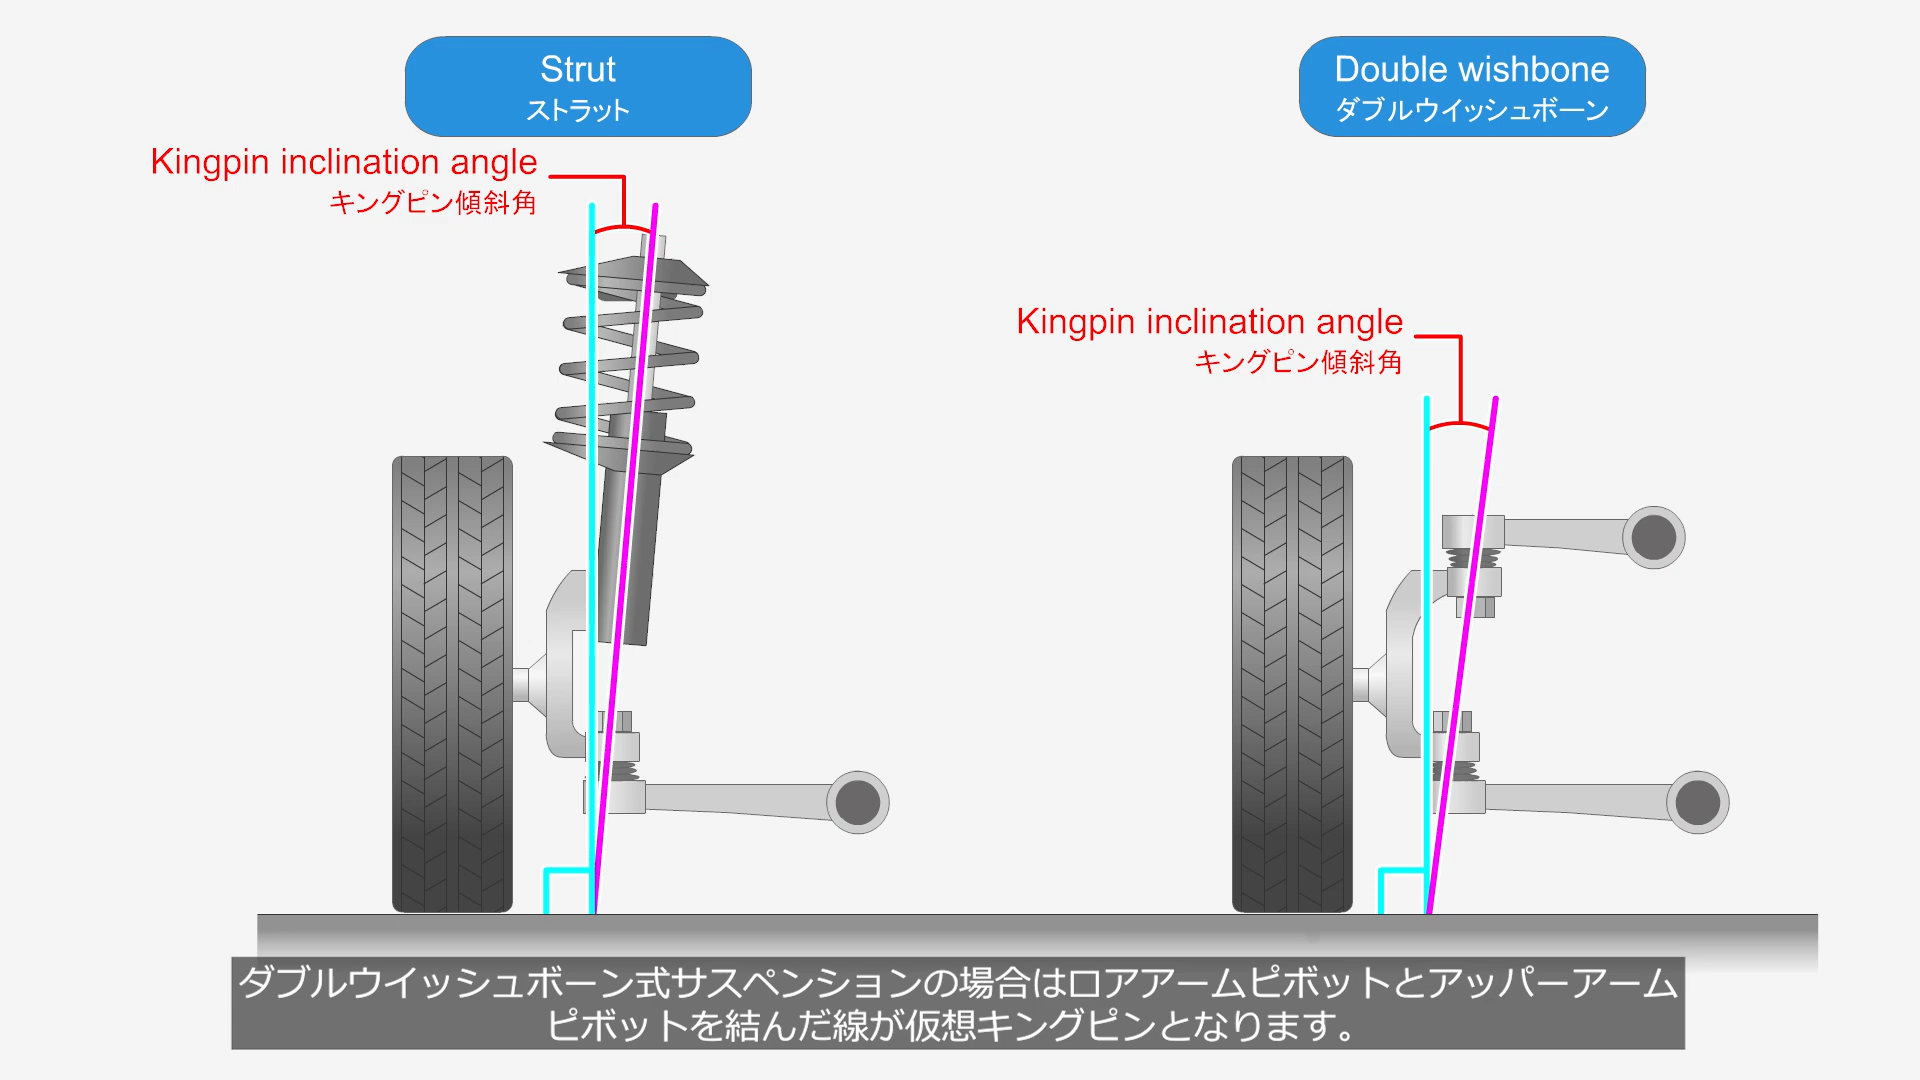 Strut
ストラット
Double wishbone
ダブルウイッシュボーン
Kingpin inclination angle
キングピン傾斜角
Kingpin inclination angle
キングピン傾斜角
ダブルウイッシュボーン式サスペンションの場合はロアアームピボットとアッパーアーム
ピボットを結んだ線が仮想キングピンとなります。